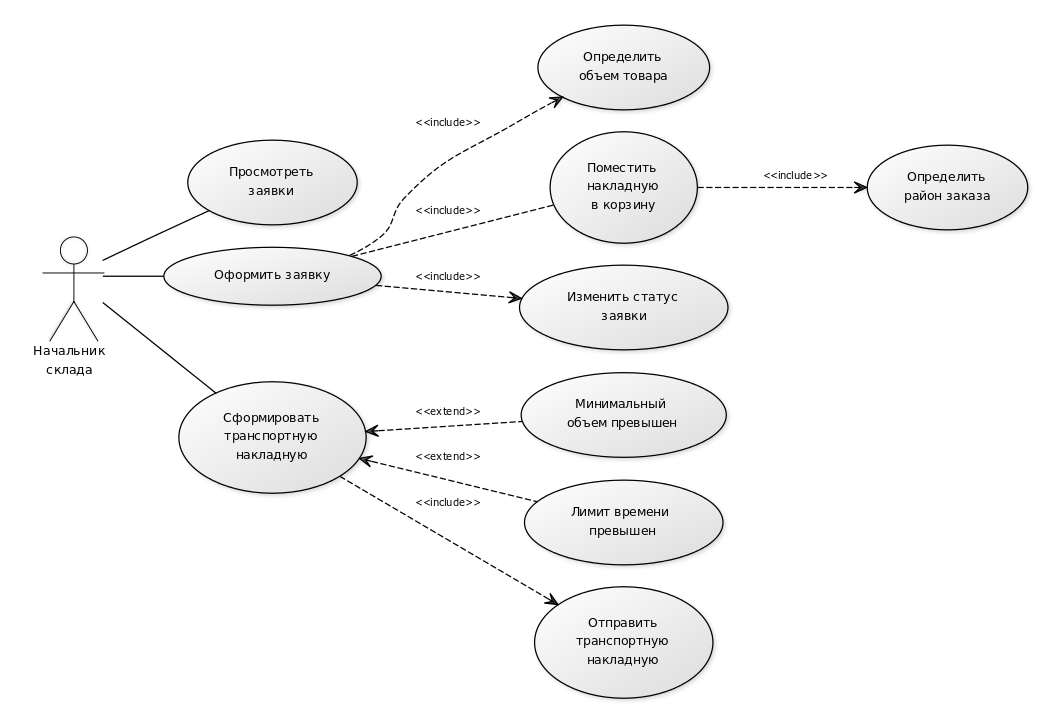 Определить
объем товара
<<include>>
Просмотреть
заявки
Поместить
накладную
в корзину
<<include>>
Определить
район заказа
<<include>>
Оформить заявку
<<include>>
Изменить статус
заявки
Начальник
склада
Сформировать
транспортную
накладную
<<extend>>
Минимальный
объем превышен
<<extend>>
Лимит времени
превышен
<<include>>
Отправить
транспортную
накладную